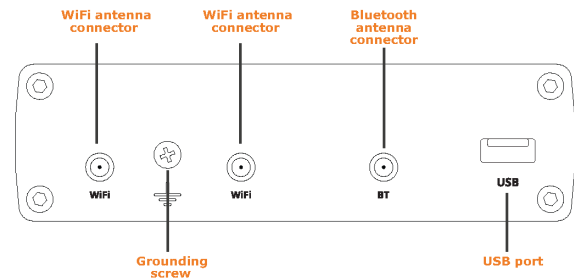 WiFi antenna
connector
WiFi antenna
connector
Bluetooth
antenna
connector
WiFi
WiFi
BT
USB
Grounding
screw
USB port